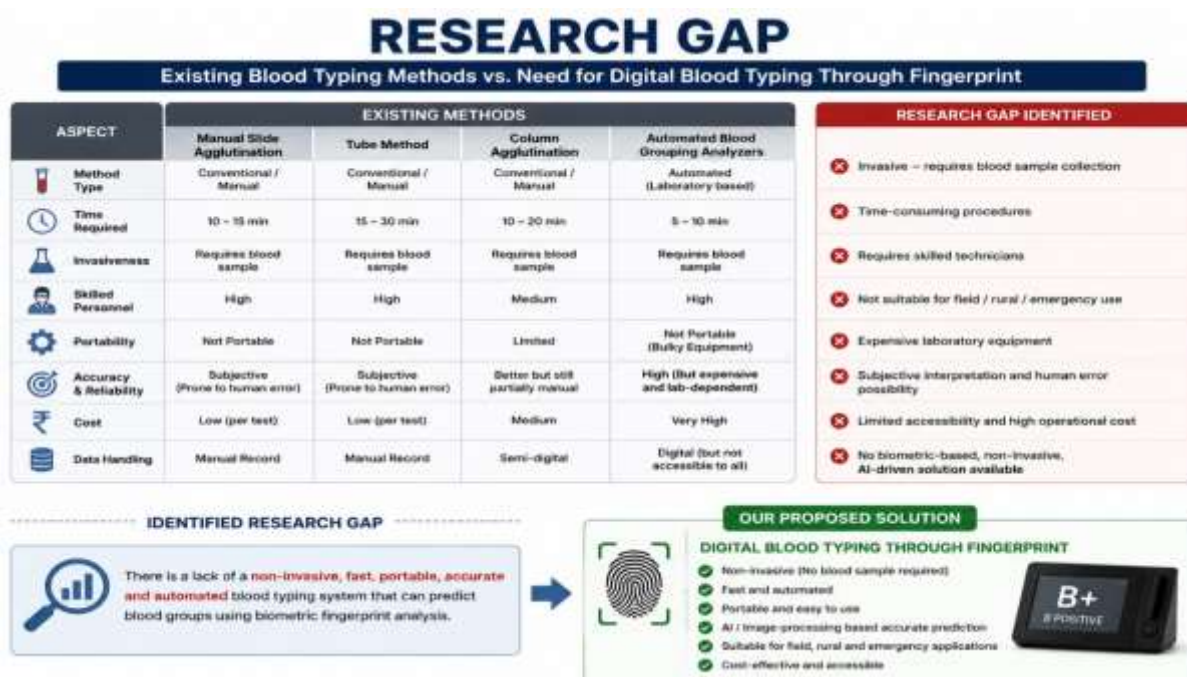 RESEARCH GAP
Existing Blood Typing Methods vs. Need for Digital Blood Typing Through Fingerprint
ASPECT
EXISTING METHODS
Manual Slide
Agglutination
Tube Method
Column
Agglutination
Automated Blood
Grouping Analyzers
Method
Type
Conventional /
Manual
Conventional /
Manual
Conventional /
Manual
Automated
(Laboratory based)
Time
Required
10 – 15 min
15 – 30 min
10 – 20 min
5 – 10 min
Invasiveness
Requires blood
sample
Requires blood
sample
Requires blood
sample
Requires blood
sample
Skilled
Personnel
High
High
Medium
High
Portability
Not Portable
Not Portable
Limited
Not Portable
(Bulky Equipment)
Accuracy
& Reliability
Subjective
(Prone to human error)
Subjective
(Prone to human error)
Better but still
partially manual
High (But expensive
and lab-dependent)
₹
Cost
Low (per test)
Low (per test)
Medium
Very High
Data Handling
Manual Record
Manual Record
Semi-digital
Digital (but not
accessible to all)
RESEARCH GAP IDENTIFIED
Invasive – requires blood sample collection
Time-consuming procedures
Requires skilled technicians
Not suitable for field / rural / emergency use
Expensive laboratory equipment
Subjective interpretation and human error
possibility
Limited accessibility and high operational cost
No biometric-based, non-invasive,
AI-driven solution available
IDENTIFIED RESEARCH GAP
There is a lack of a non-invasive, fast, portable, accurate
and automated blood typing system that can predict
blood groups using biometric fingerprint analysis.
OUR PROPOSED SOLUTION
DIGITAL BLOOD TYPING THROUGH FINGERPRINT
Non-invasive (No blood sample required)
Fast and automated
Portable and easy to use
AI / Image-processing based accurate prediction
Suitable for field, rural and emergency applications
Cost-effective and accessible
B+
B POSITIVE